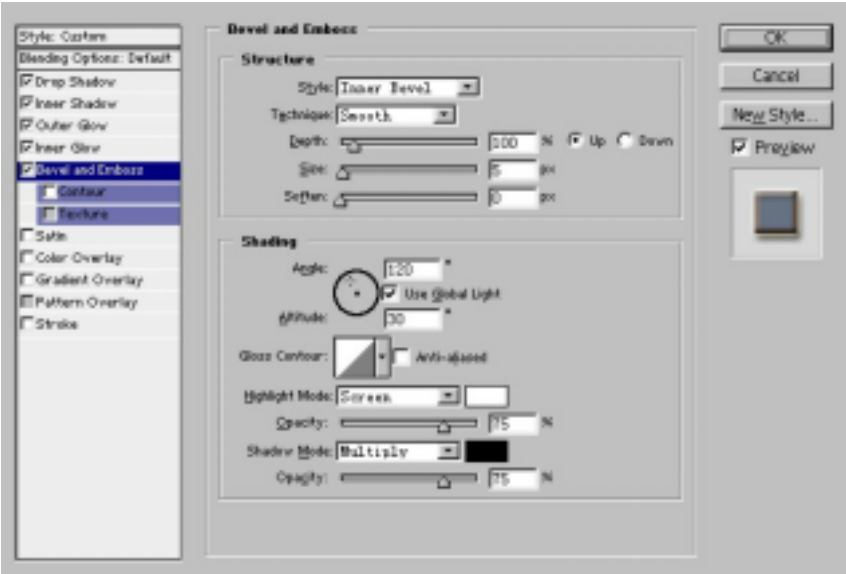 Style: Custom
Blending Options: Default
Drop Shadow
Inner Shadow
Outer Glow
Inner Glow
Bevel and Emboss
Contour
Texture
Satin
Color Overlay
Gradient Overlay
Pattern Overlay
Stroke
Bevel and Emboss
Structure
Style: Inner Bevel
Technique: Smooth
Depth: 100 % Up Down
Size: 5 px
Soften: 0 px
Shading
Angle: 120 °
Use Global Light
Altitude: 30 °
Gloss Contour: Anti-aliased
Highlight Mode: Screen
Opacity: 75 %
Shadow Mode: Multiply
Opacity: 75 %
OK
Cancel
New Style...
Preview